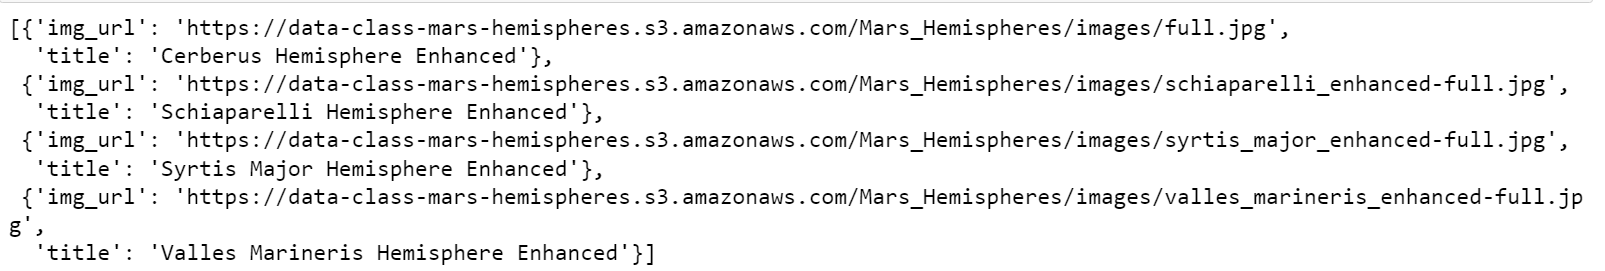 [{'img_url': 'https://data-class-mars-hemispheres.s3.amazonaws.com/Mars_Hemispheres/images/full.jpg',
  'title': 'Cerberus Hemisphere Enhanced'},
 {'img_url': 'https://data-class-mars-hemispheres.s3.amazonaws.com/Mars_Hemispheres/images/schiaparelli_enhanced-full.jpg',
  'title': 'Schiaparelli Hemisphere Enhanced'},
 {'img_url': 'https://data-class-mars-hemispheres.s3.amazonaws.com/Mars_Hemispheres/images/syrtis_major_enhanced-full.jpg',
  'title': 'Syrtis Major Hemisphere Enhanced'},
 {'img_url': 'https://data-class-mars-hemispheres.s3.amazonaws.com/Mars_Hemispheres/images/valles_marineris_enhanced-full.jp
g',
  'title': 'Valles Marineris Hemisphere Enhanced'}]